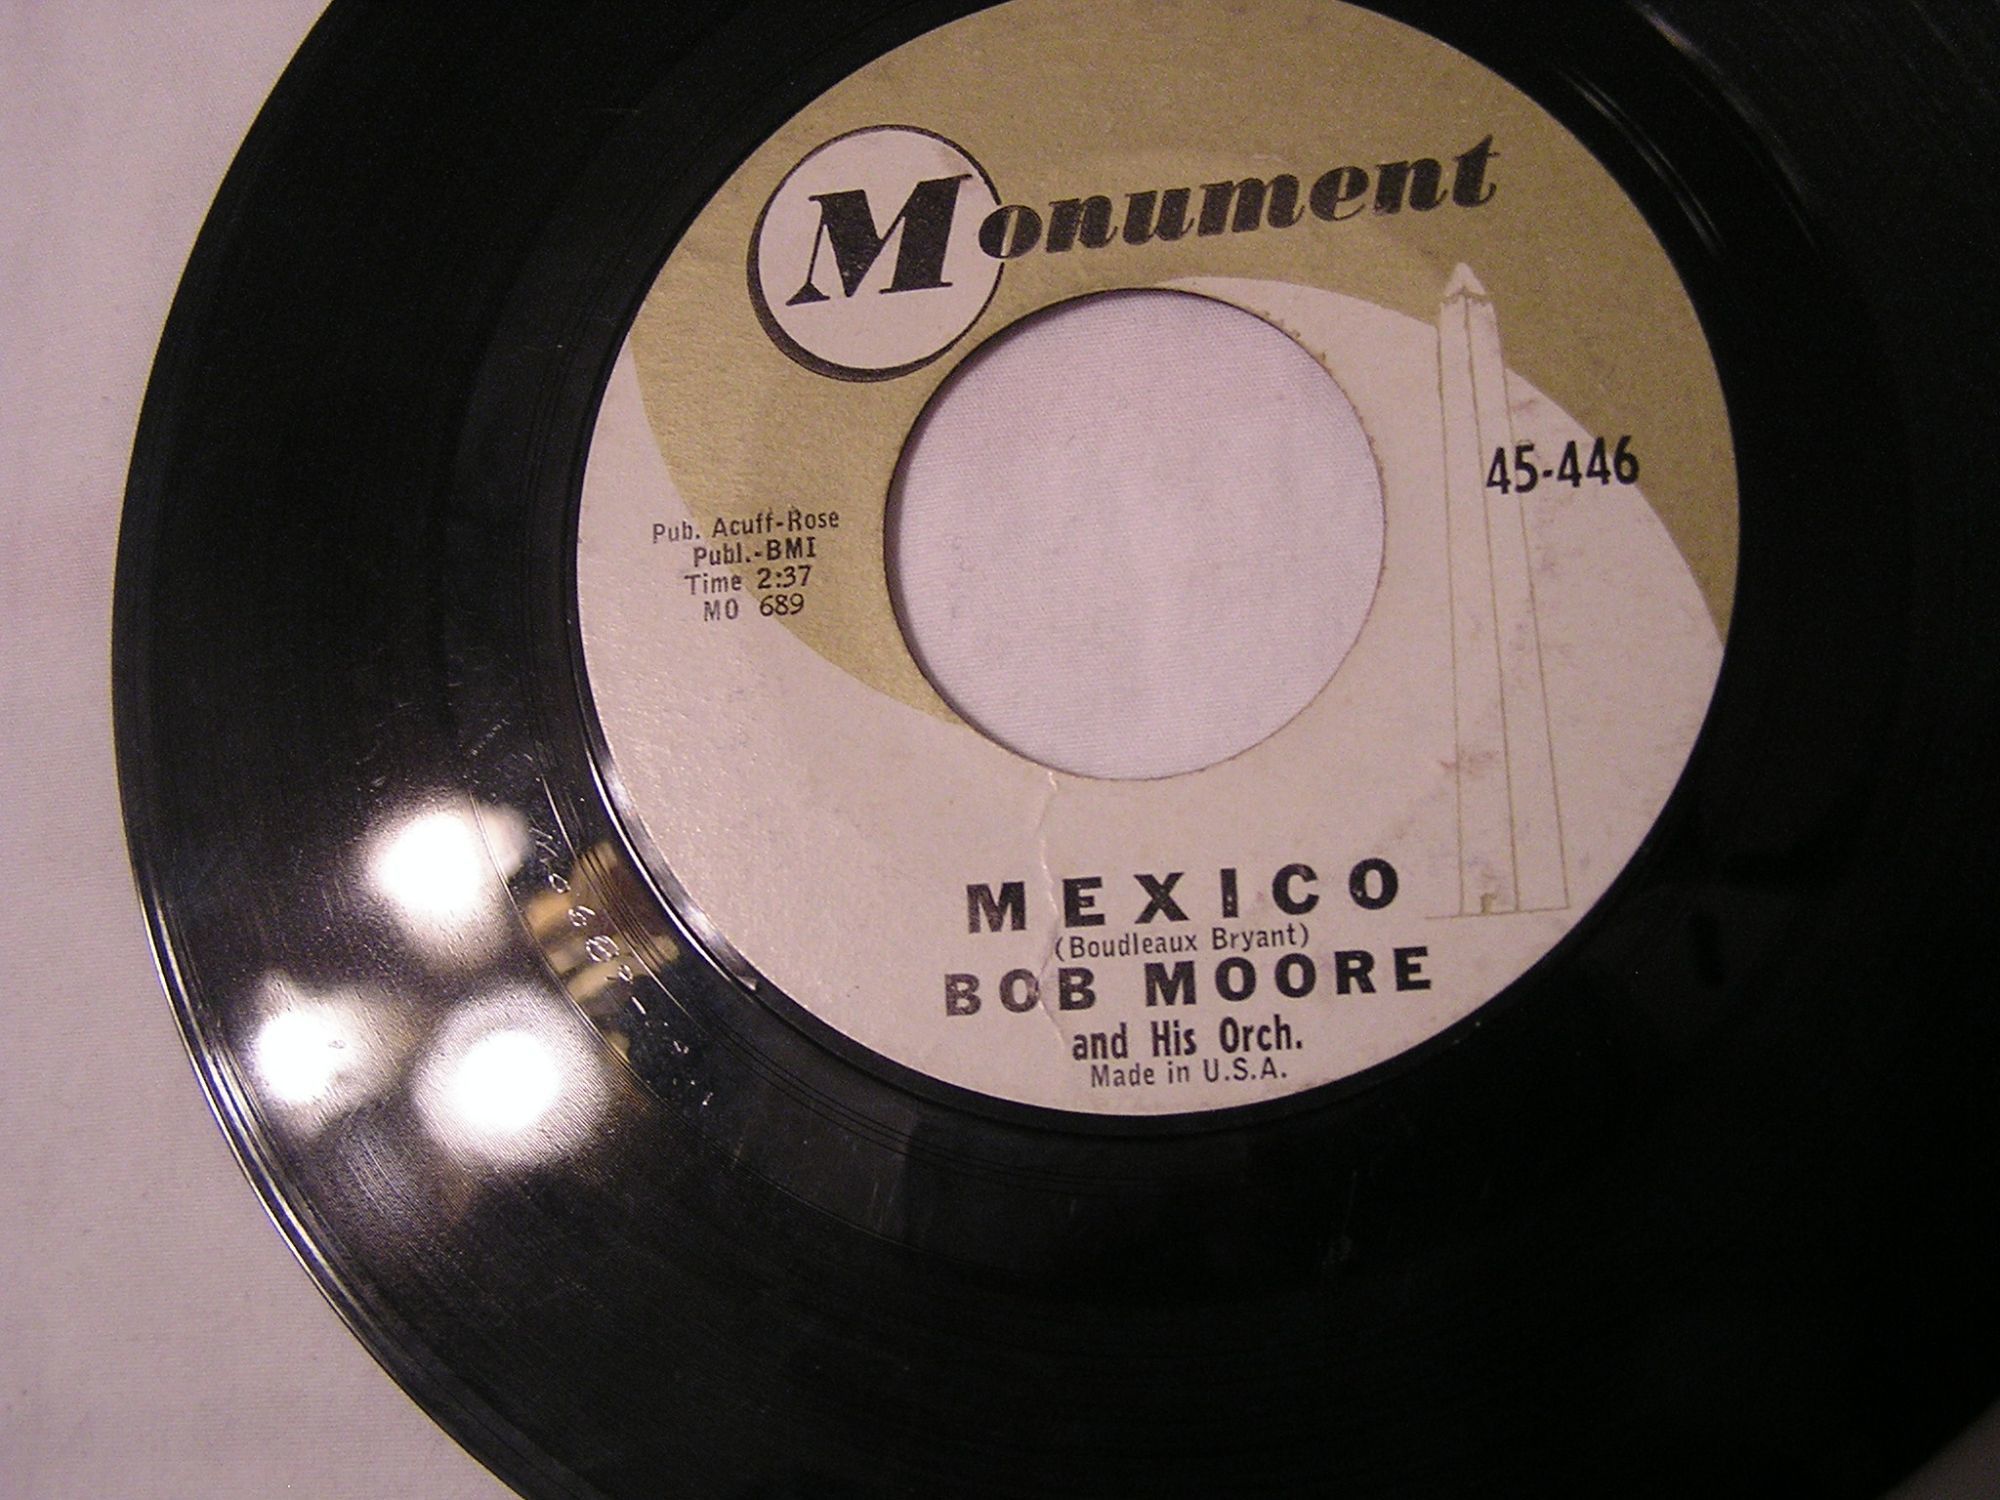 Monument
45-446
Pub. Acuff-Rose
Publ.-BMI
Time 2:37
MO 689
MEXICO
(Boudleaux Bryant)
BOB MOORE
and His Orch.
Made in U.S.A.